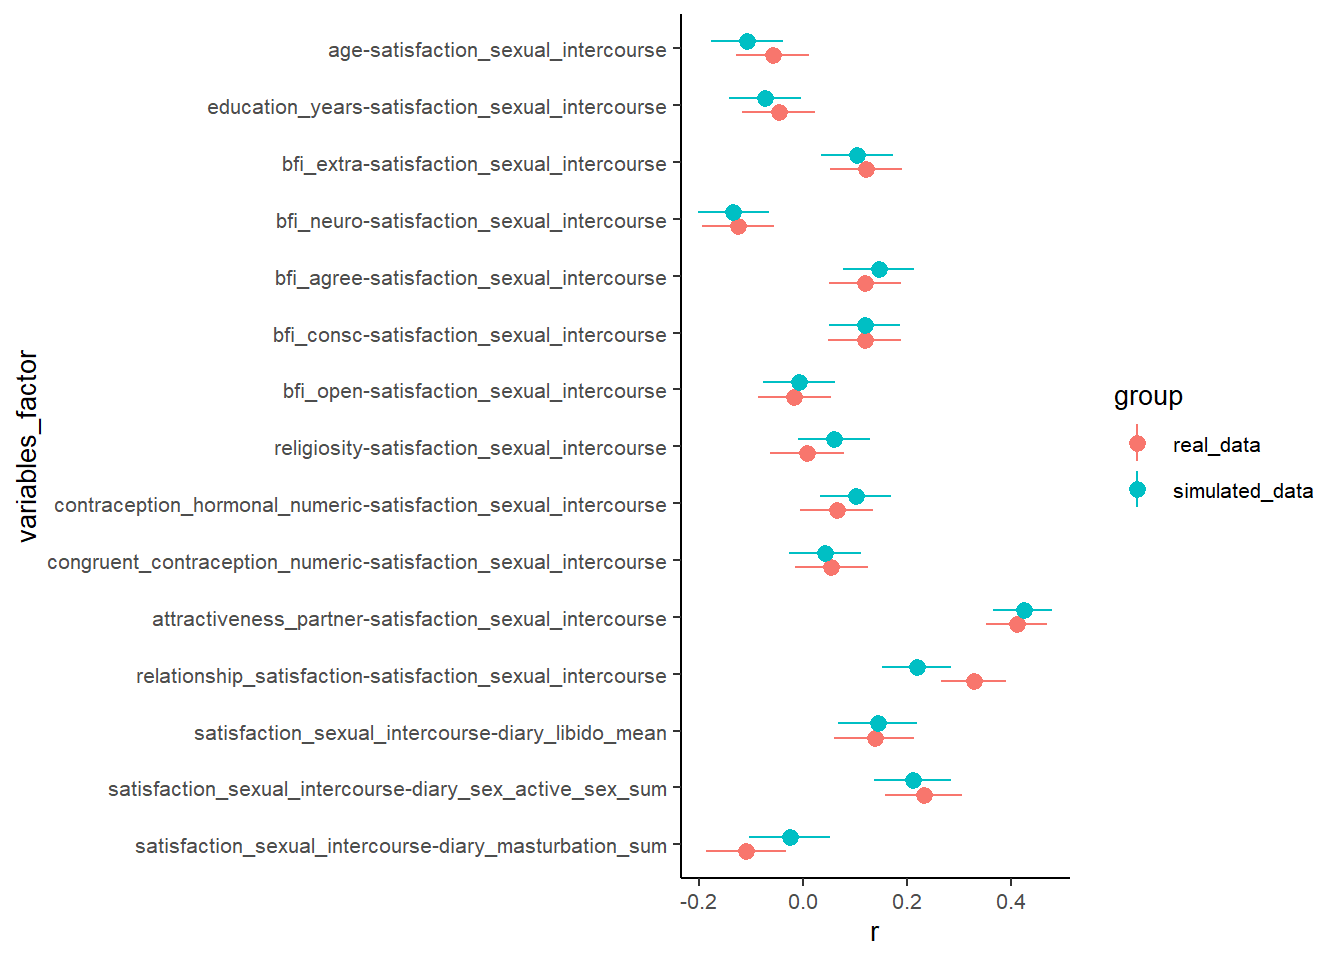 variables_factor
age-satisfaction_sexual_intercourse
education_years-satisfaction_sexual_intercourse
bfi_extra-satisfaction_sexual_intercourse
bfi_neuro-satisfaction_sexual_intercourse
bfi_agree-satisfaction_sexual_intercourse
bfi_consc-satisfaction_sexual_intercourse
bfi_open-satisfaction_sexual_intercourse
religiosity-satisfaction_sexual_intercourse
contraception_hormonal_numeric-satisfaction_sexual_intercourse
congruent_contraception_numeric-satisfaction_sexual_intercourse
attractiveness_partner-satisfaction_sexual_intercourse
relationship_satisfaction-satisfaction_sexual_intercourse
satisfaction_sexual_intercourse-diary_libido_mean
satisfaction_sexual_intercourse-diary_sex_active_sex_sum
satisfaction_sexual_intercourse-diary_masturbation_sum
-0.2 0.0 0.2 0.4
r
group
real_data
simulated_data